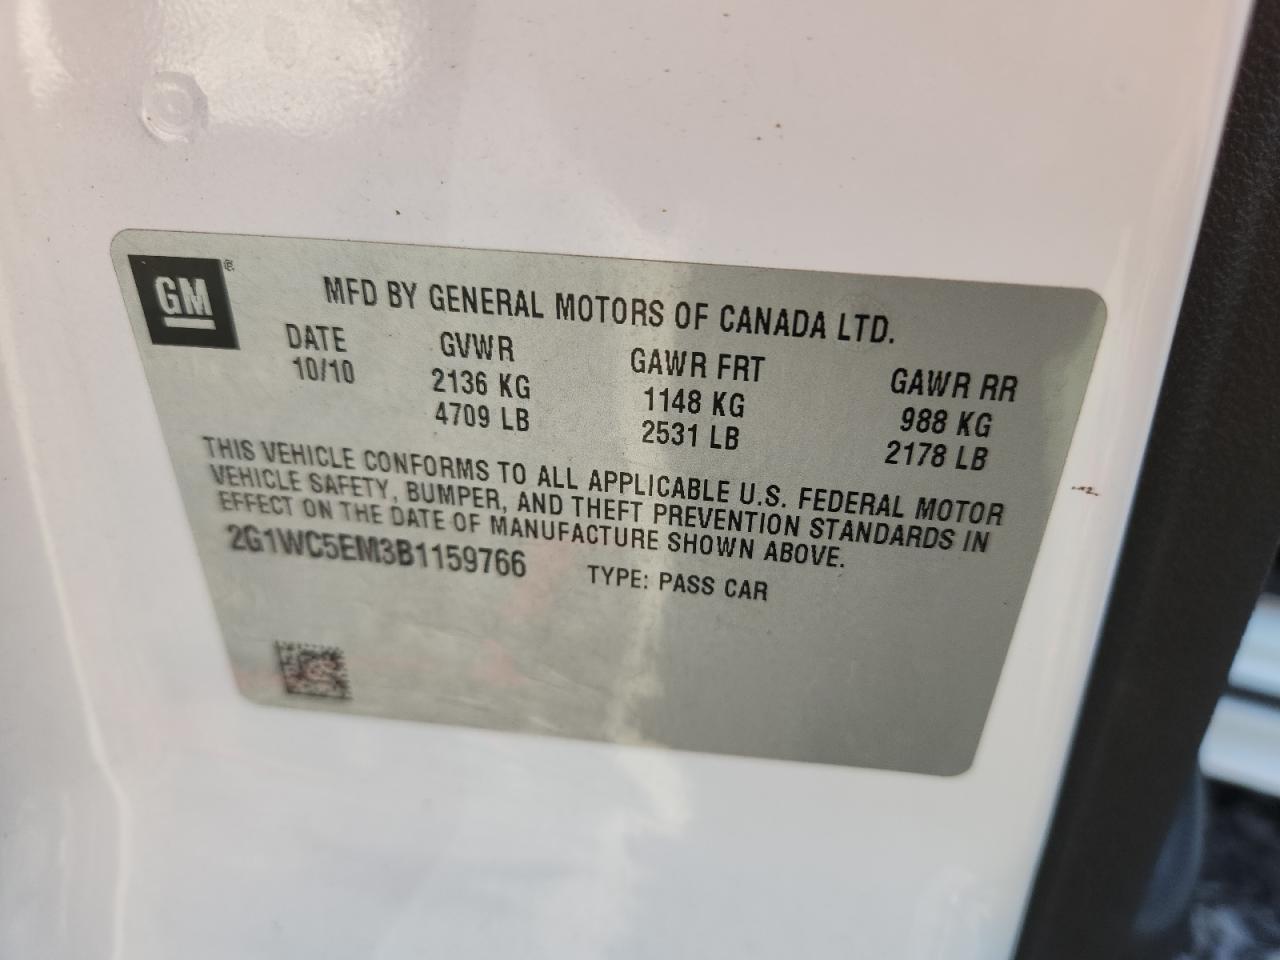 GM ®
MFD BY GENERAL MOTORS OF CANADA LTD.
DATE GVWR GAWR FRT GAWR RR
10/10 2136 KG 1148 KG 988 KG
4709 LB 2531 LB 2178 LB
THIS VEHICLE CONFORMS TO ALL APPLICABLE U.S. FEDERAL MOTOR
VEHICLE SAFETY, BUMPER, AND THEFT PREVENTION STANDARDS IN
EFFECT ON THE DATE OF MANUFACTURE SHOWN ABOVE.
2G1WC5EM3B1159766 TYPE: PASS CAR